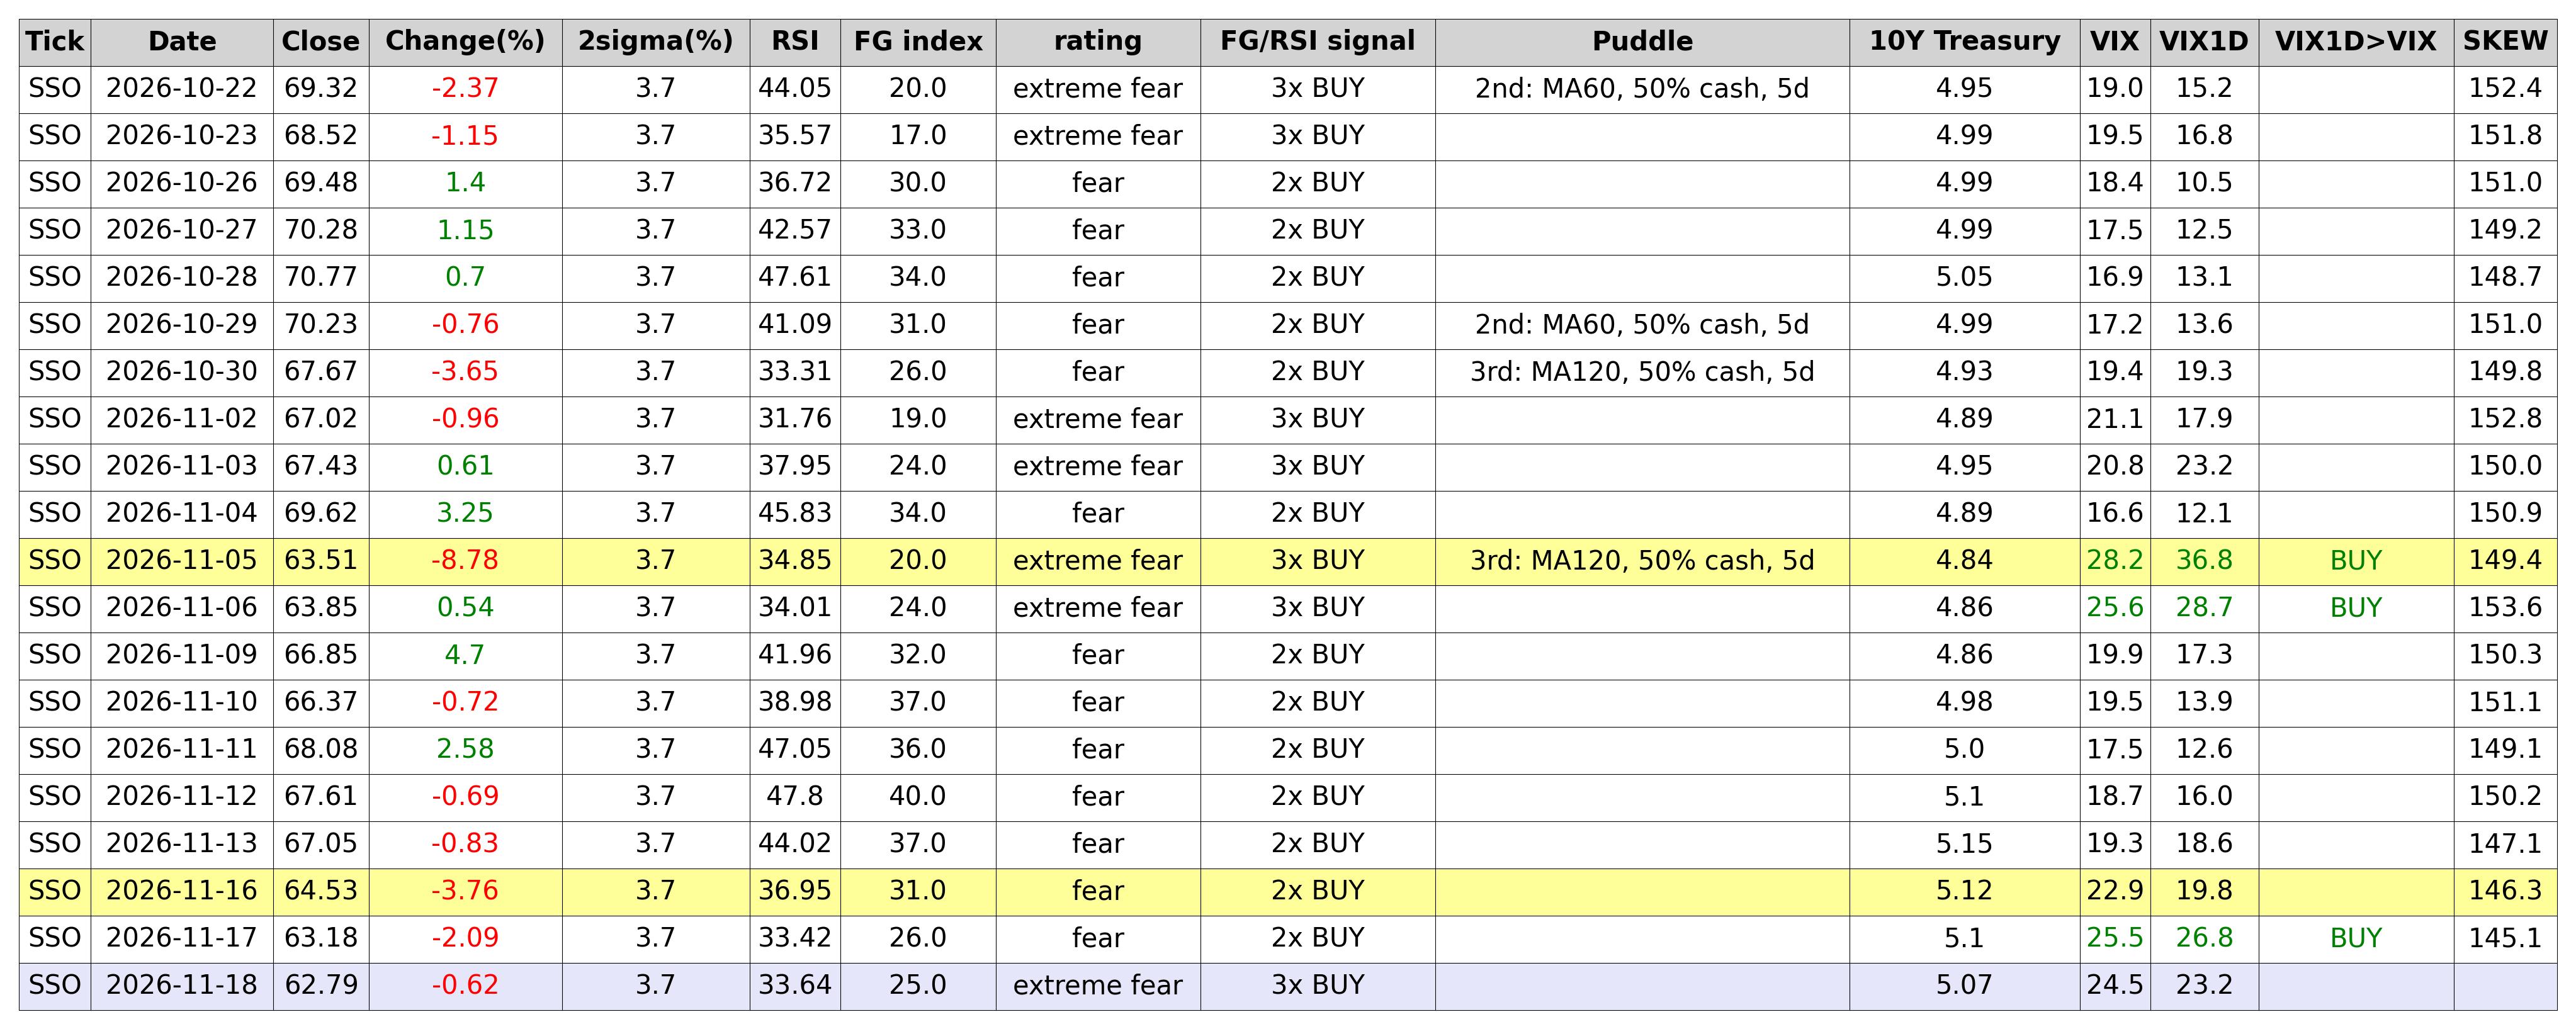 Tick Date Close Change(%) 2sigma(%) RSI FG index rating FG/RSI signal Puddle 10Y Treasury VIX VIX1D VIX1D>VIX SKEW
SSO 2026-10-22 69.32 -2.37 3.7 44.05 20.0 extreme fear 3x BUY 2nd: MA60, 50% cash, 5d 4.95 19.0 15.2 152.4
SSO 2026-10-23 68.52 -1.15 3.7 35.57 17.0 extreme fear 3x BUY 4.99 19.5 16.8 151.8
SSO 2026-10-26 69.48 1.4 3.7 36.72 30.0 fear 2x BUY 4.99 18.4 10.5 151.0
SSO 2026-10-27 70.28 1.15 3.7 42.57 33.0 fear 2x BUY 4.99 17.5 12.5 149.2
SSO 2026-10-28 70.77 0.7 3.7 47.61 34.0 fear 2x BUY 5.05 16.9 13.1 148.7
SSO 2026-10-29 70.23 -0.76 3.7 41.09 31.0 fear 2x BUY 2nd: MA60, 50% cash, 5d 4.99 17.2 13.6 151.0
SSO 2026-10-30 67.67 -3.65 3.7 33.31 26.0 fear 2x BUY 3rd: MA120, 50% cash, 5d 4.93 19.4 19.3 149.8
SSO 2026-11-02 67.02 -0.96 3.7 31.76 19.0 extreme fear 3x BUY 4.89 21.1 17.9 152.8
SSO 2026-11-03 67.43 0.61 3.7 37.95 24.0 extreme fear 3x BUY 4.95 20.8 23.2 150.0
SSO 2026-11-04 69.62 3.25 3.7 45.83 34.0 fear 2x BUY 4.89 16.6 12.1 150.9
SSO 2026-11-05 63.51 -8.78 3.7 34.85 20.0 extreme fear 3x BUY 3rd: MA120, 50% cash, 5d 4.84 28.2 36.8 BUY 149.4
SSO 2026-11-06 63.85 0.54 3.7 34.01 24.0 extreme fear 3x BUY 4.86 25.6 28.7 BUY 153.6
SSO 2026-11-09 66.85 4.7 3.7 41.96 32.0 fear 2x BUY 4.86 19.9 17.3 150.3
SSO 2026-11-10 66.37 -0.72 3.7 38.98 37.0 fear 2x BUY 4.98 19.5 13.9 151.1
SSO 2026-11-11 68.08 2.58 3.7 47.05 36.0 fear 2x BUY 5.0 17.5 12.6 149.1
SSO 2026-11-12 67.61 -0.69 3.7 47.8 40.0 fear 2x BUY 5.1 18.7 16.0 150.2
SSO 2026-11-13 67.05 -0.83 3.7 44.02 37.0 fear 2x BUY 5.15 19.3 18.6 147.1
SSO 2026-11-16 64.53 -3.76 3.7 36.95 31.0 fear 2x BUY 5.12 22.9 19.8 146.3
SSO 2026-11-17 63.18 -2.09 3.7 33.42 26.0 fear 2x BUY 5.1 25.5 26.8 BUY 145.1
SSO 2026-11-18 62.79 -0.62 3.7 33.64 25.0 extreme fear 3x BUY 5.07 24.5 23.2